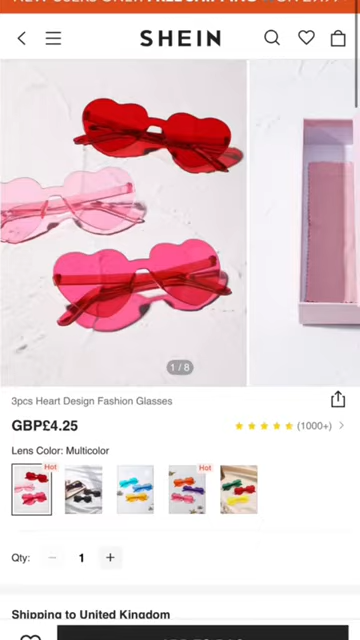 SHEIN
1/8
3pcs Heart Design Fashion Glasses
GBP£4.25
(1000+)
Lens Color: Multicolor
Hot
Hot
Qty:
1
Shipping to United Kingdom